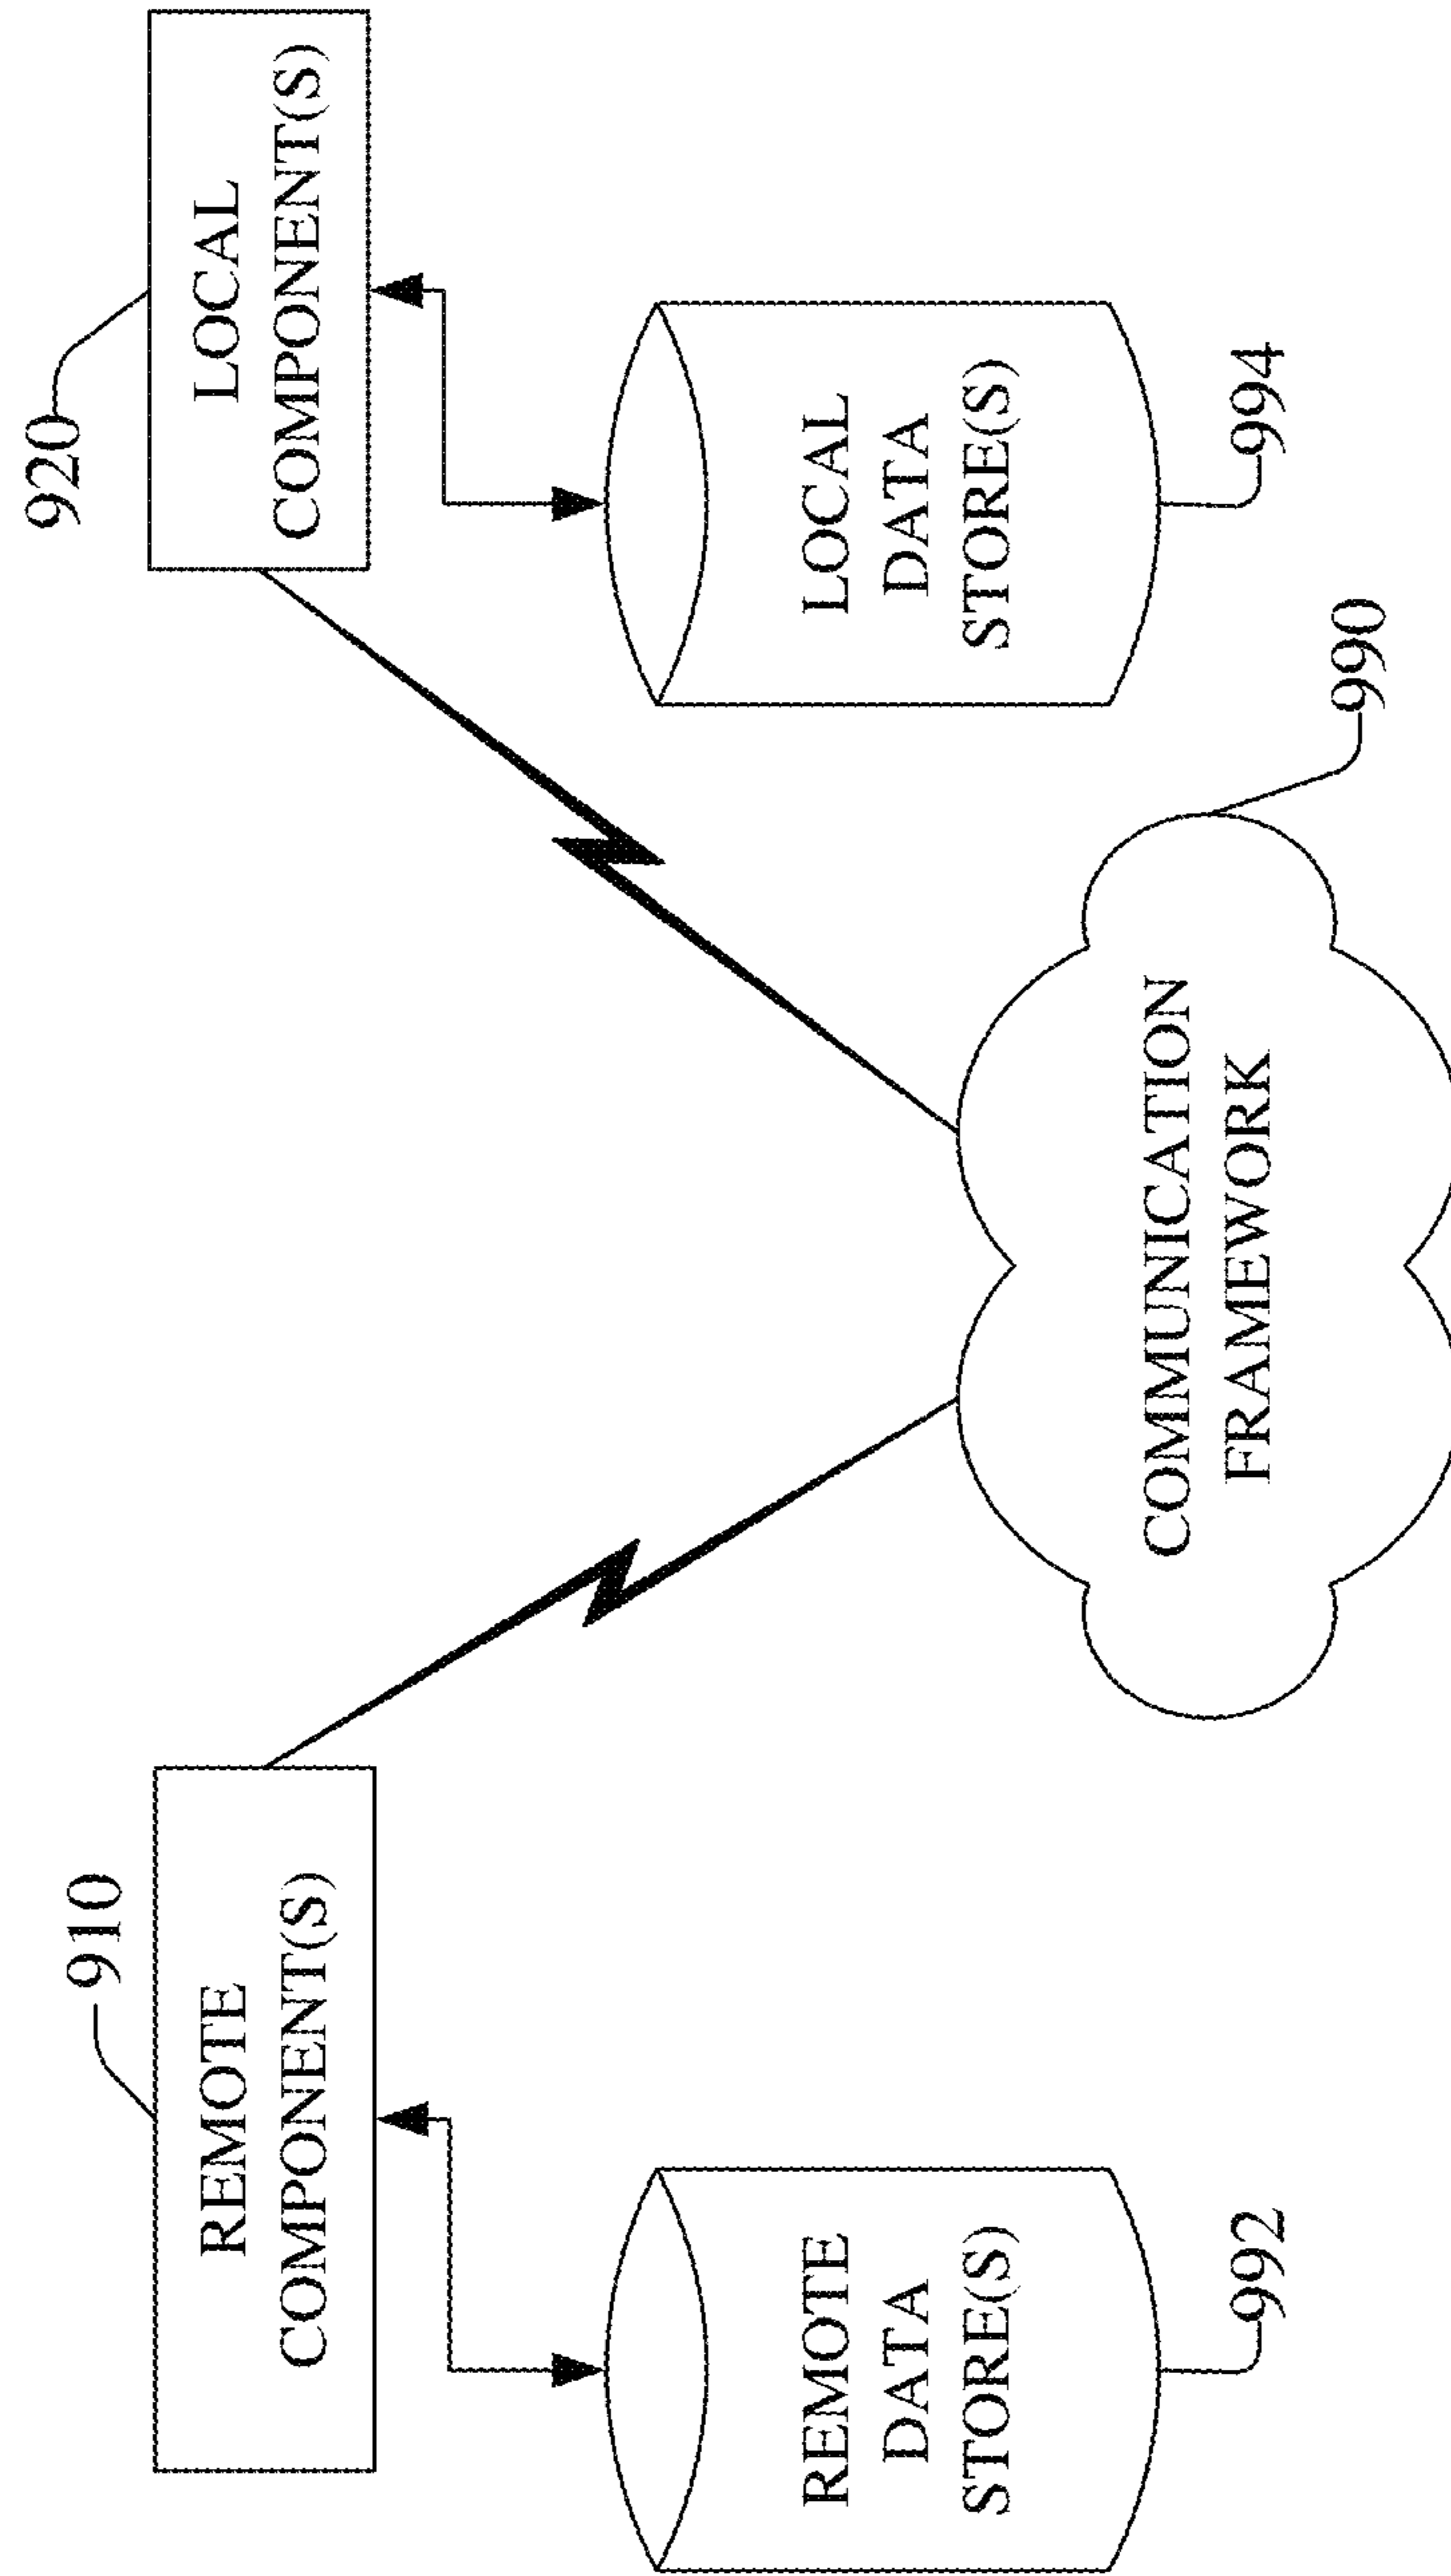 910
REMOTE
COMPONENT(S)
920
LOCAL
COMPONENT(S)
REMOTE
DATA
STORE(S)
992
LOCAL
DATA
STORE(S)
994
COMMUNICATION
FRAMEWORK
990